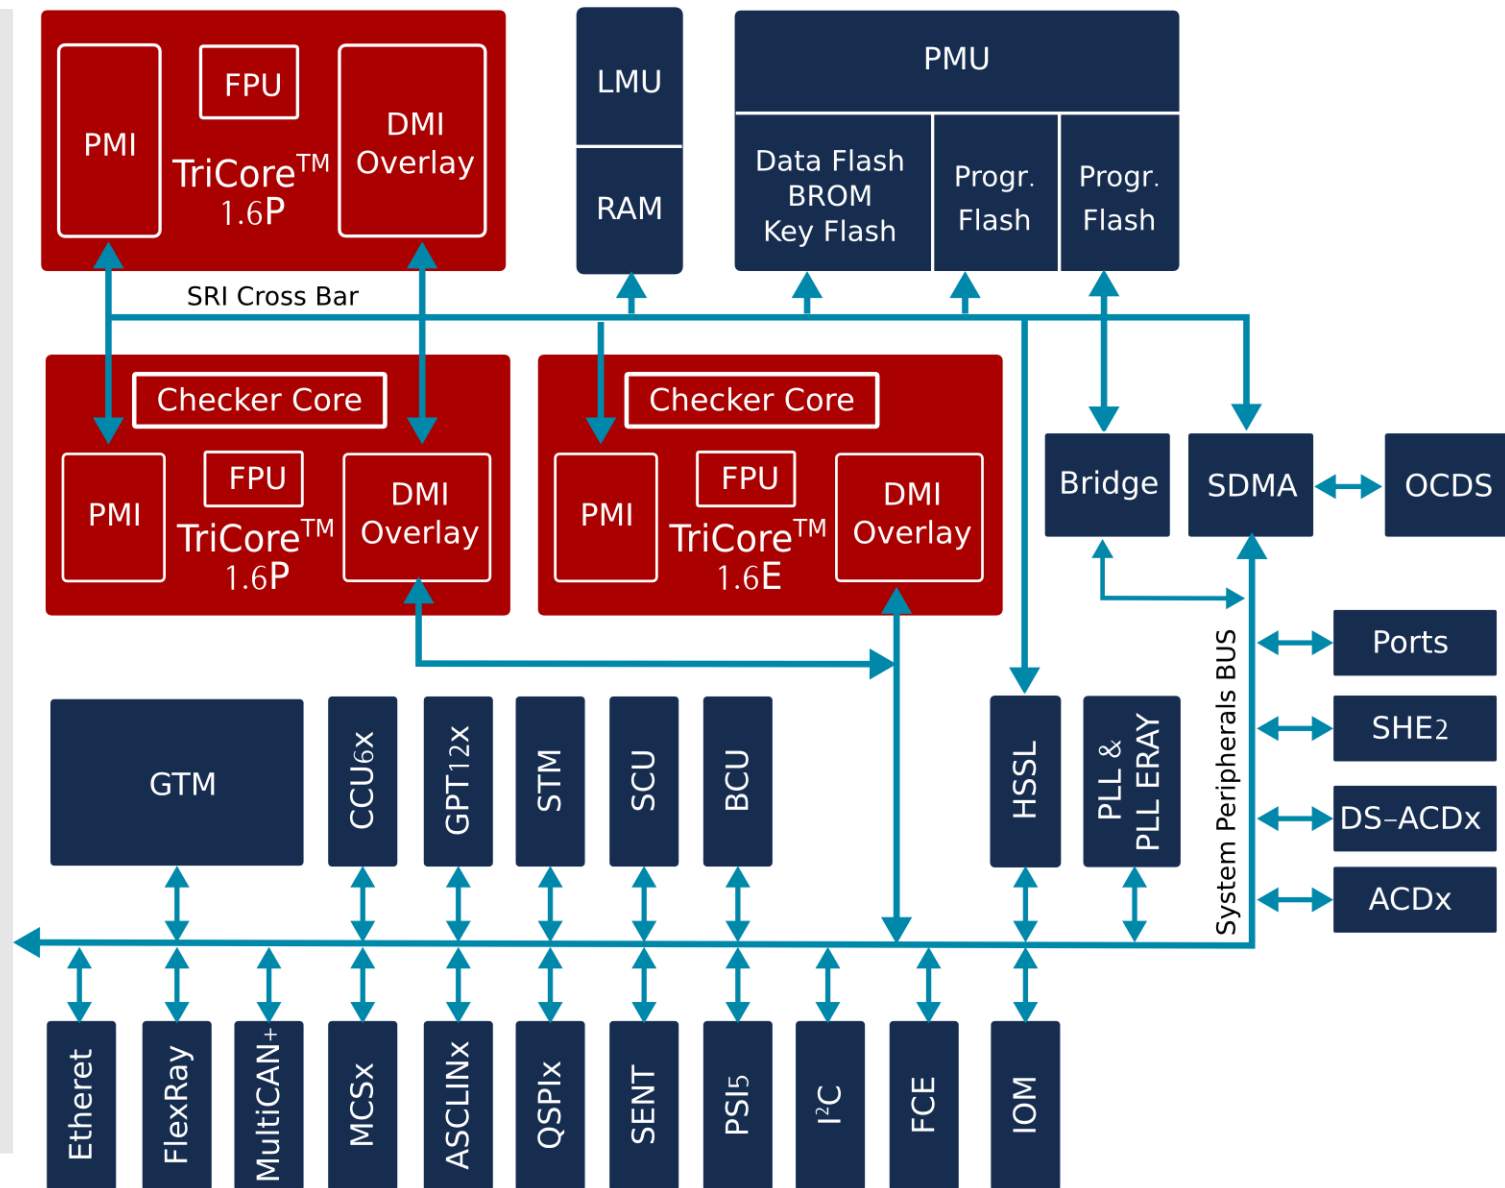 PMI
FPU
TriCore™
1.6P
DMI
Overlay
LMU
RAM
PMU
Data Flash
BROM
Key Flash
Progr.
Flash
Progr.
Flash
SRI Cross Bar
Checker Core
PMI
FPU
TriCore™
1.6P
DMI
Overlay
Checker Core
PMI
FPU
TriCore™
1.6E
DMI
Overlay
Bridge
SDMA
OCDS
System Peripherals BUS
Ports
SHE2
DS-ACDx
ACDx
GTM
CCU6x
GPT12x
STM
SCU
BCU
HSSL
PLL &
PLL ERAY
Etheret
FlexRay
MultiCAN+
MCSx
ASCLINx
QSPIx
SENT
PSI5
I²C
FCE
IOM